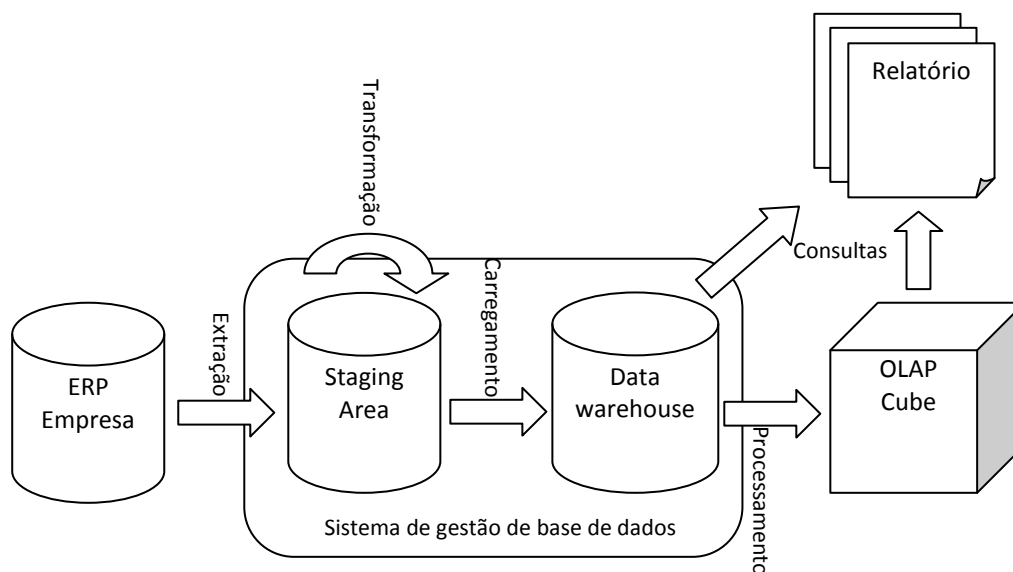 Relatório
Transformação
Consultas
Carregamento
Extração
ERP
Empresa
Staging
Area
Data
warehouse
OLAP
Cube
Processamento
Sistema de gestão de base de dados